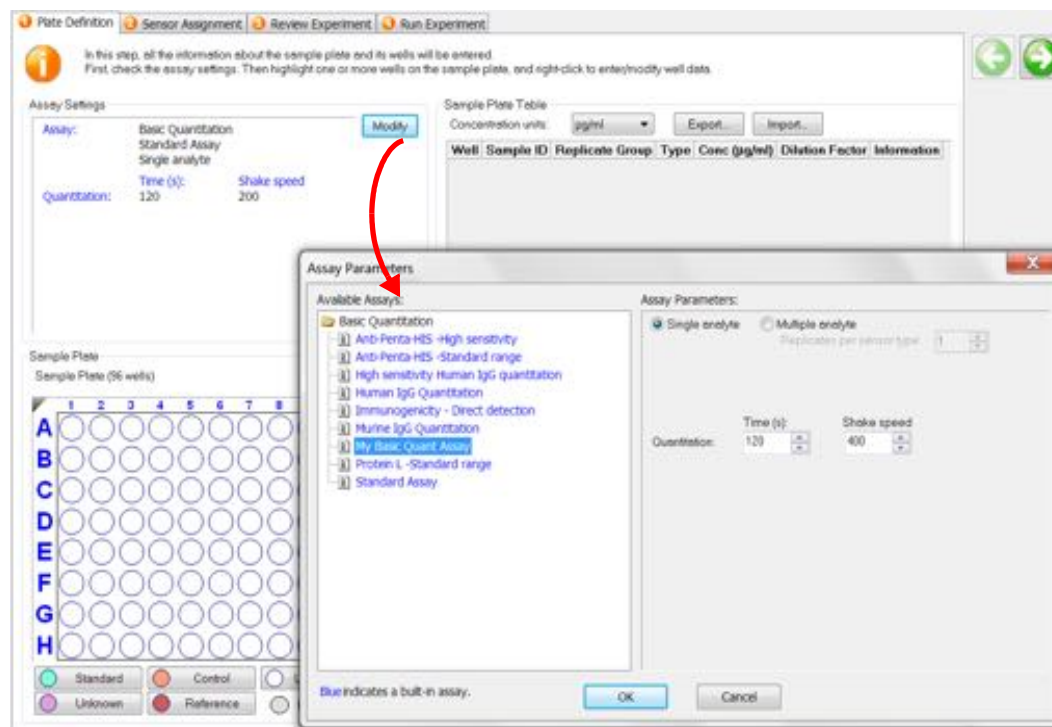 Plate Definition Sensor Assignment Review Experiment Run Experiment
In this step, all the information about the sample plate and its wells will be entered.
First, check the assay settings. Then highlight one or more wells on the sample plate, and right-click to enter/modify well data.
Assay Settings
Assay: Basic Quantitation
Standard Assay
Single analyte
Time (s): Shake speed
Quantitation: 120 200
Modify
Sample Plate Table
Concentration units: µg/ml Export... Import...
Well Sample ID Replicate Group Type Conc (µg/ml) Dilution Factor Information
Sample Plate
Sample Plate (96 wells)
1 2 3 4 5 6 7 8
A
B
C
D
E
F
G
H
Standard Control
Unknown Reference
Assay Parameters
Available Assays:
Basic Quantitation
Anti-Penta-HIS -High sensitivity
Anti-Penta-HIS -Standard range
High sensitivity Human IgG quantitation
Human IgG Quantitation
Immunogenicity - Direct detection
Murine IgG Quantitation
My Basic Quant Assay
Protein L -Standard range
Standard Assay
Blue indicates a built-in assay.
Assay Parameters:
Single analyte Multiple analyte
Replicates per sensor type: 1
Time (s): Shake speed
Quantitation: 120 400
OK Cancel